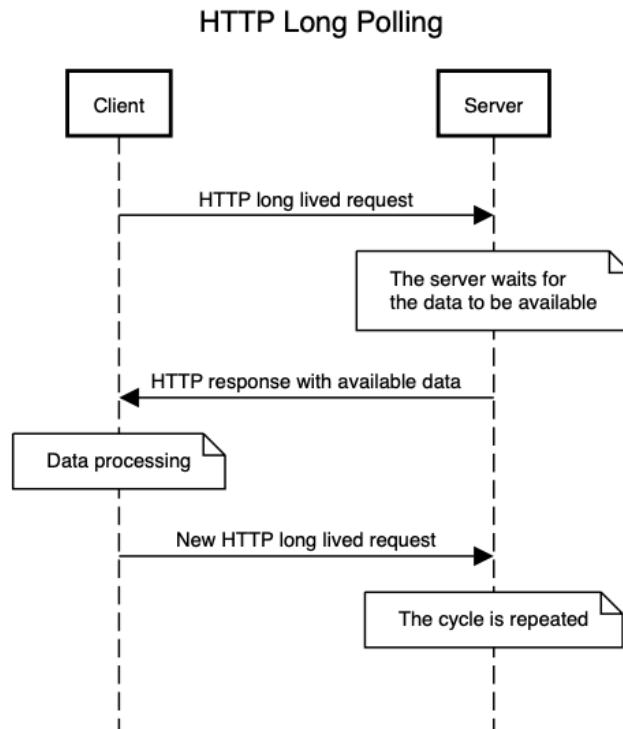 HTTP Long Polling
Client
Server
HTTP long lived request
The server waits for
the data to be available
HTTP response with available data
Data processing
New HTTP long lived request
The cycle is repeated